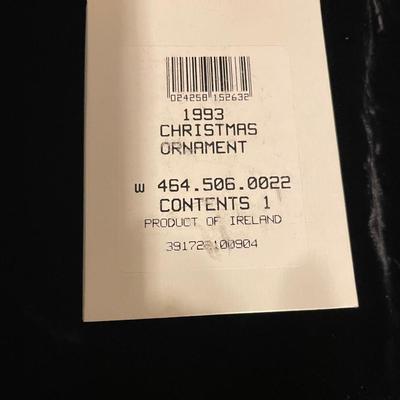 024258 152632
1993
CHRISTMAS
ORNAMENT
W 464.506.0022
CONTENTS 1
PRODUCT OF IRELAND